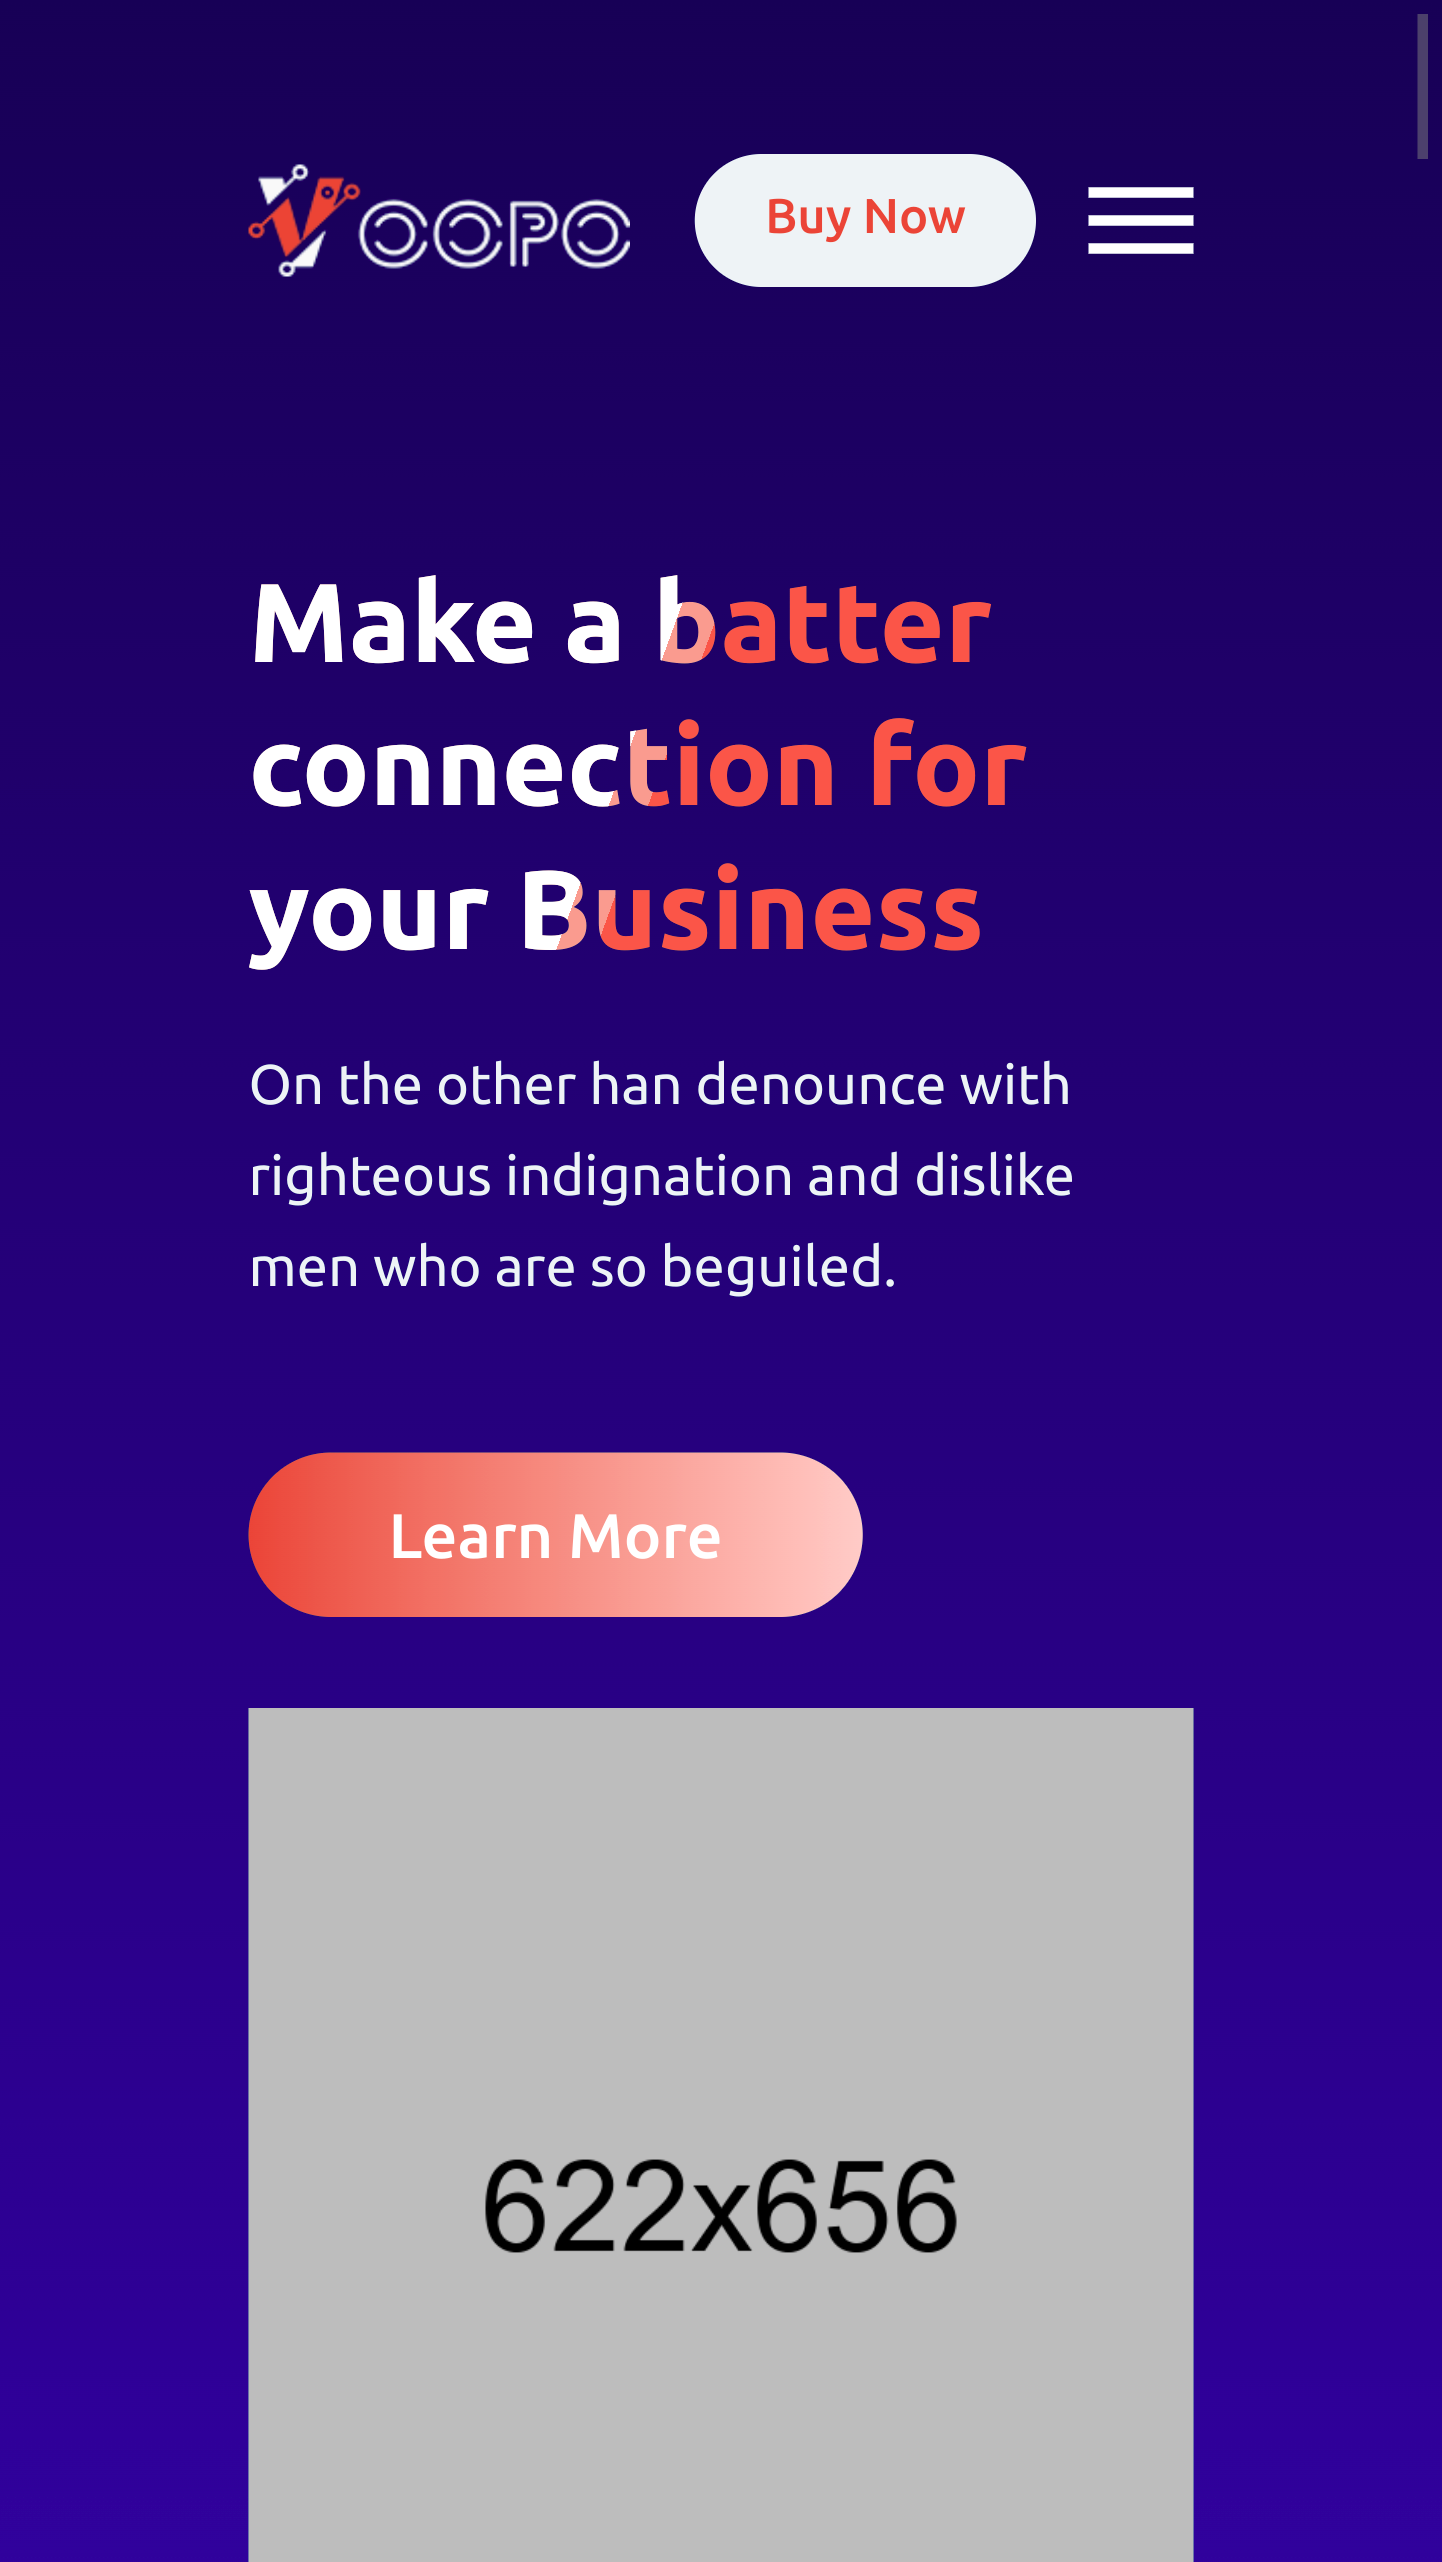 VOOPO
Buy Now
Make a batter
connection for
your Business
On the other han denounce with
righteous indignation and dislike
men who are so beguiled.
Learn More
622x656